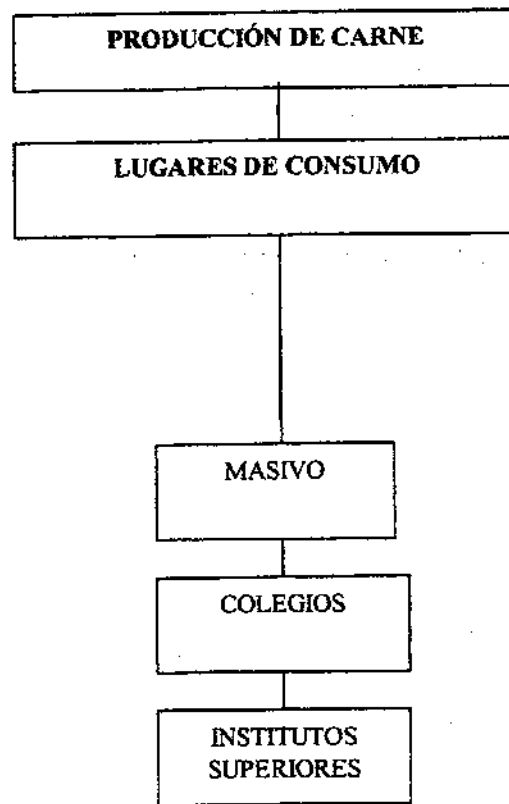 PRODUCCIÓN DE CARNE
LUGARES DE CONSUMO
MASIVO
COLEGIOS
INSTITUTOS
SUPERIORES